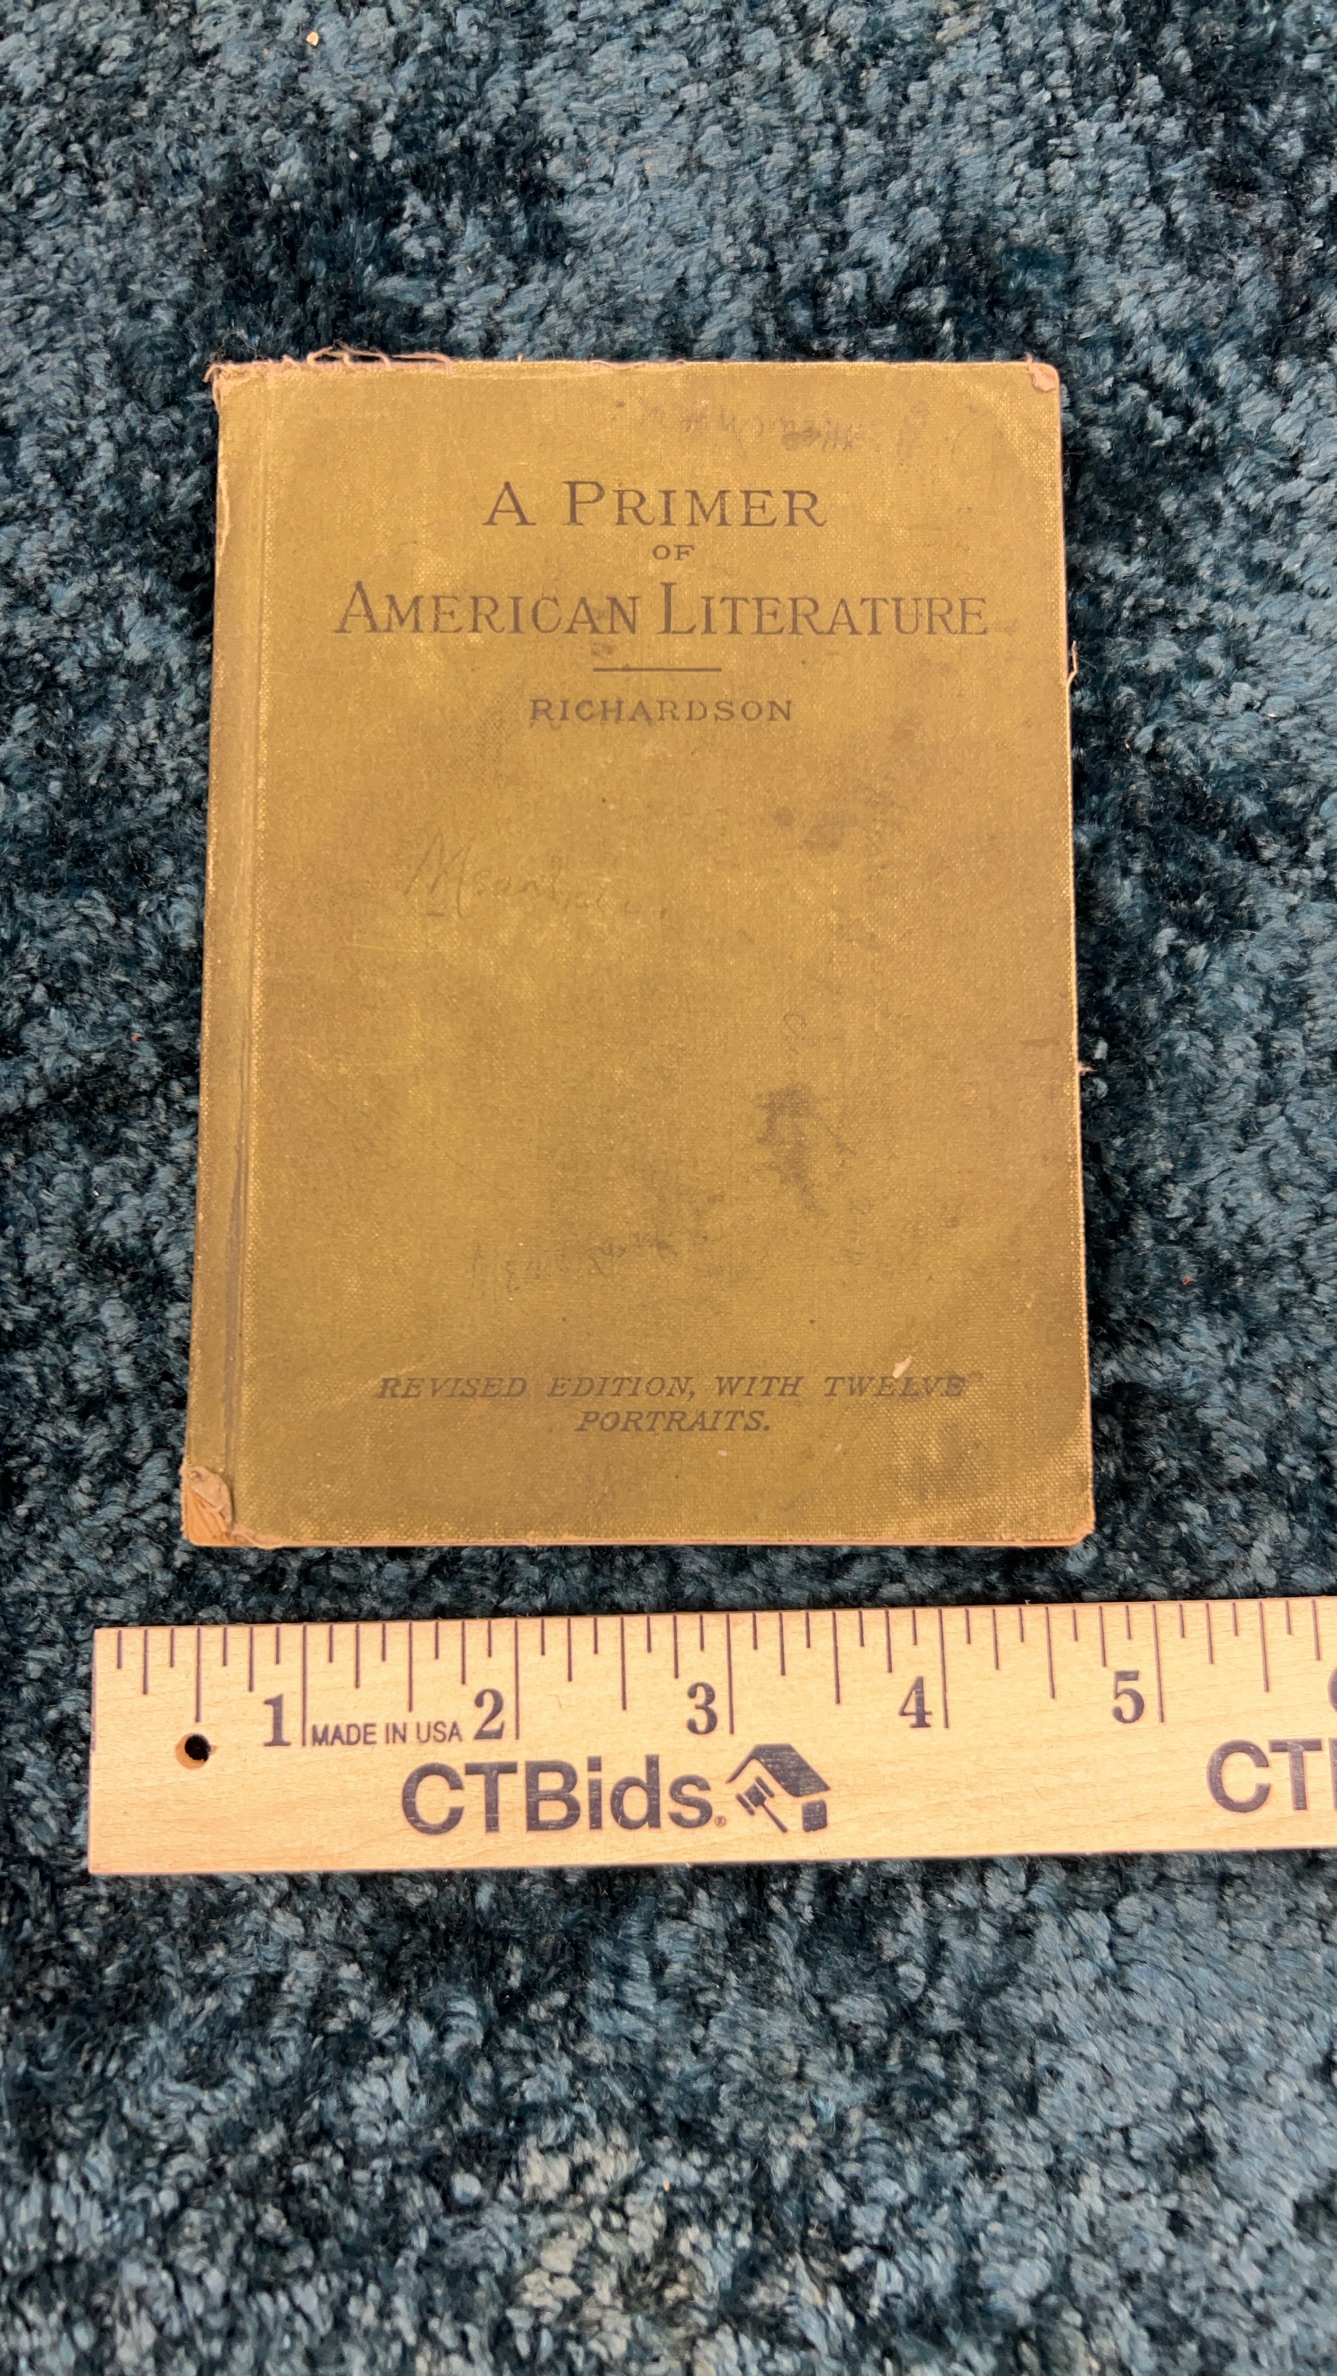 A PRIMER
OF
AMERICAN LITERATURE
RICHARDSON
REVISED EDITION, WITH TWELVE
PORTRAITS.
1 MADE IN USA 2 3 4 5
CTBids® CT